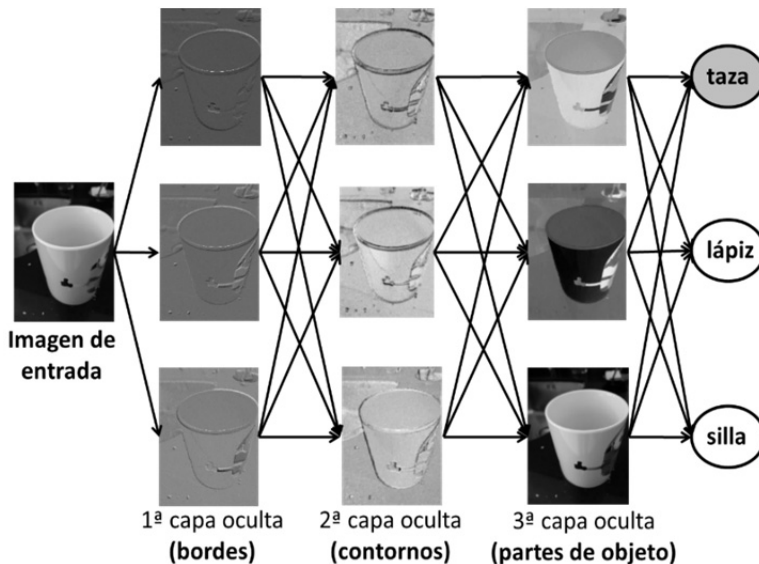 taza
lápiz
Imagen de
entrada
silla
1ª capa oculta
(bordes)
2ª capa oculta
(contornos)
3ª capa oculta
(partes de objeto)